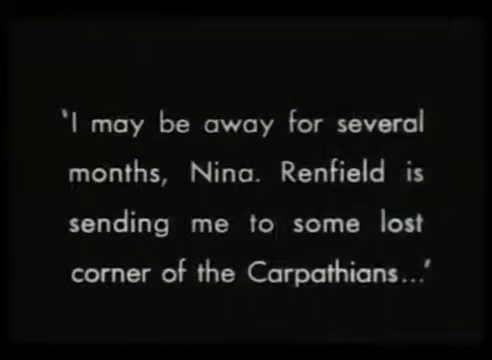 'I may be away for several
months, Nina. Renfield is
sending me to some lost
corner of the Carpathians...'